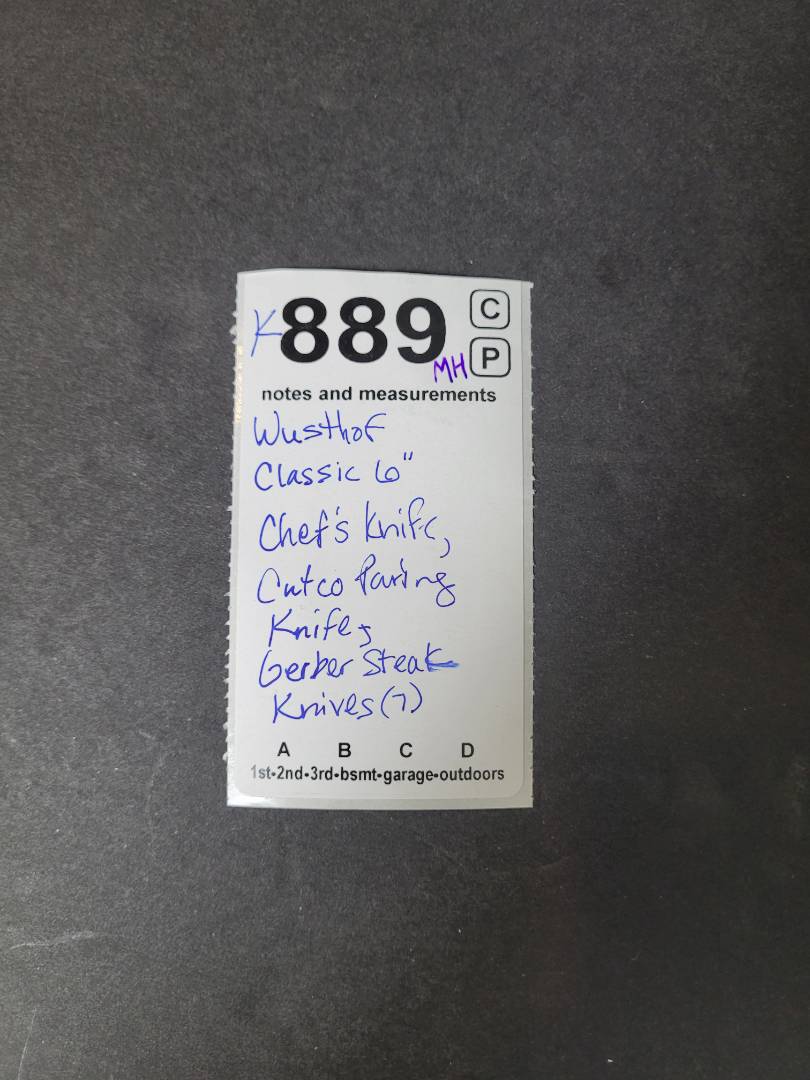 K889 C
MH P
notes and measurements
Wusthof
Classic 6"
Chef's Knife,
Cutco Paring
Knife,
Gerber Steak
Knives (7)
A B C D
1st-2nd-3rd-bsmt-garage-outdoors